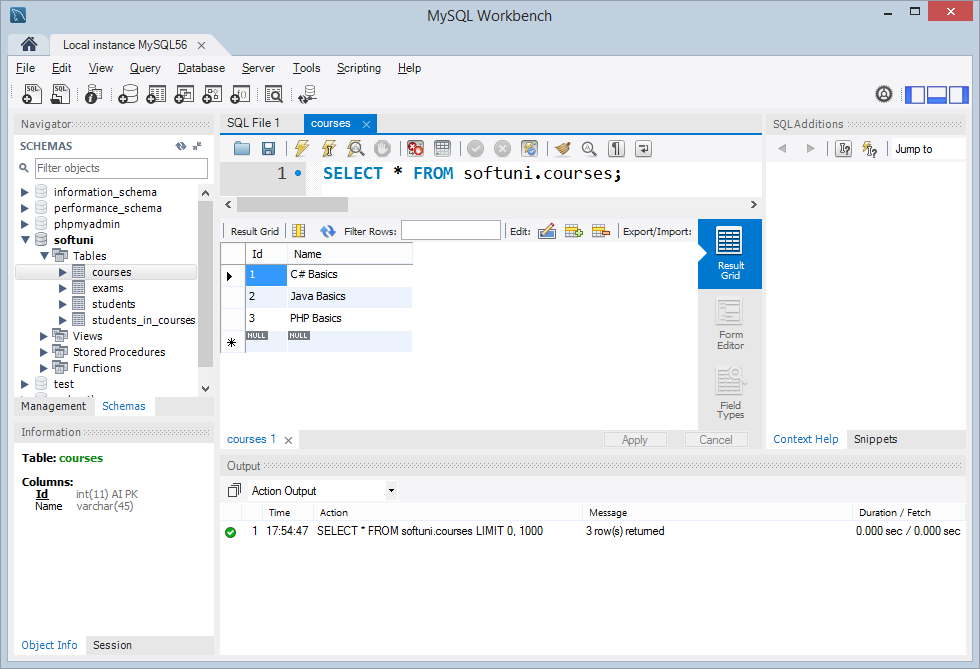 MySQL Workbench
Local instance MySQL56
File Edit View Query Database Server Tools Scripting Help
Navigator
SCHEMAS
Filter objects
information_schema
performance_schema
phpmyadmin
softuni
Tables
courses
exams
students
students_in_courses
Views
Stored Procedures
Functions
test
Management Schemas
Information
Table: courses
Columns:
Id int(11) AI PK
Name varchar(45)
Object Info Session
SQL File 1 courses
1 SELECT * FROM softuni.courses;
Result Grid Filter Rows: Edit: Export/Import:
Id Name
1 C# Basics
2 Java Basics
3 PHP Basics
NULL NULL
Result
Grid
Form
Editor
Field
Types
courses 1 Apply Cancel
SQLAdditions
Jump to
Context Help Snippets
Output
Action Output
Time Action Message Duration / Fetch
1 17:54:47 SELECT * FROM softuni.courses LIMIT 0, 1000 3 row(s) returned 0.000 sec / 0.000 sec